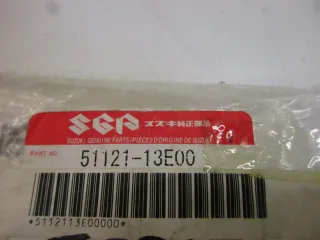 SGP スズキ純正部品
SUZUKI GENUINE PARTS / PIÈCES D'ORIGINE DE SUZUKI
PART NO. 51121-13E00
*5112113E00000*